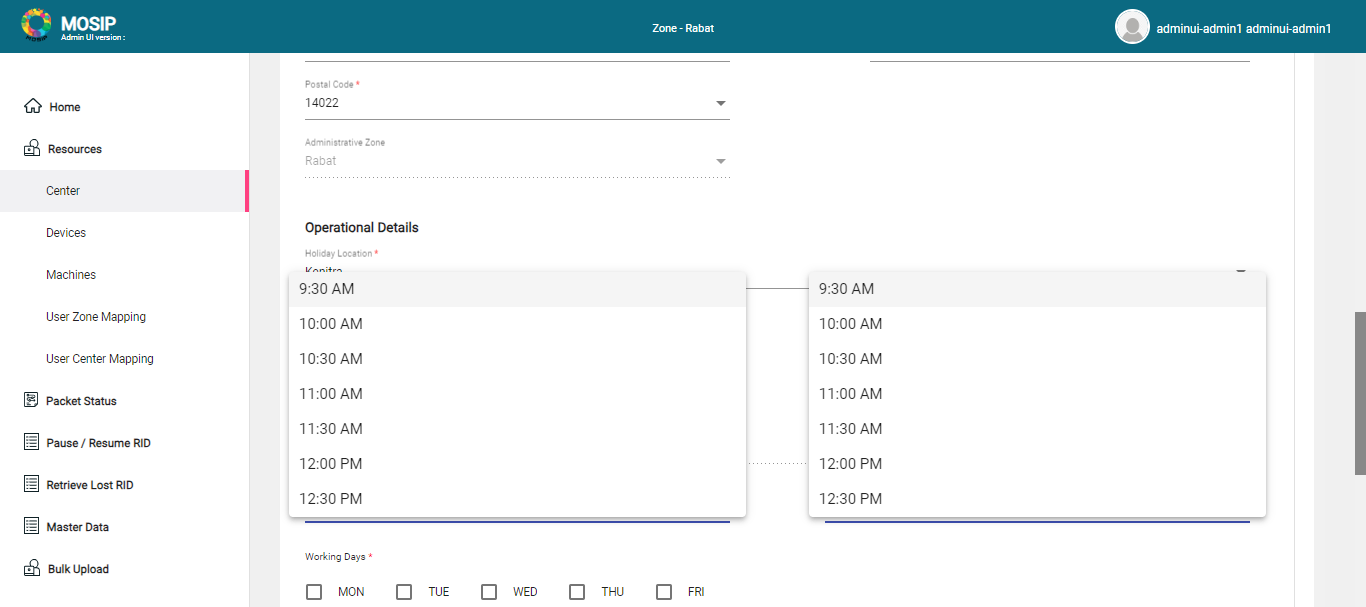 MOSIP
Admin UI version :
Zone - Rabat
adminui-admin1 adminui-admin1
Home
Resources
Center
Devices
Machines
User Zone Mapping
User Center Mapping
Packet Status
Pause / Resume RID
Retrieve Lost RID
Master Data
Bulk Upload
Postal Code *
14022
Administrative Zone
Rabat
Operational Details
Holiday Location *
Kenitra
9:30 AM
10:00 AM
10:30 AM
11:00 AM
11:30 AM
12:00 PM
12:30 PM
9:30 AM
10:00 AM
10:30 AM
11:00 AM
11:30 AM
12:00 PM
12:30 PM
Working Days *
MON TUE WED THU FRI